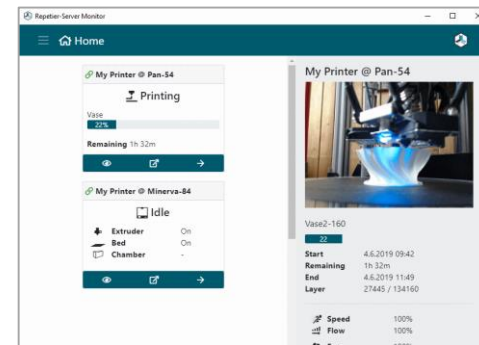 Repetier-Server Monitor
Home
My Printer @ Pan-54
Printing
Vase
22%
Remaining 1h 32m
My Printer @ Minerva-84
Idle
Extruder On
Bed On
Chamber -
My Printer @ Pan-54
Vase2-160
22
Start 4.6.2019 09:42
Remaining 1h 32m
End 4.6.2019 11:49
Layer 27445 / 134160
Speed 100%
Flow 100%